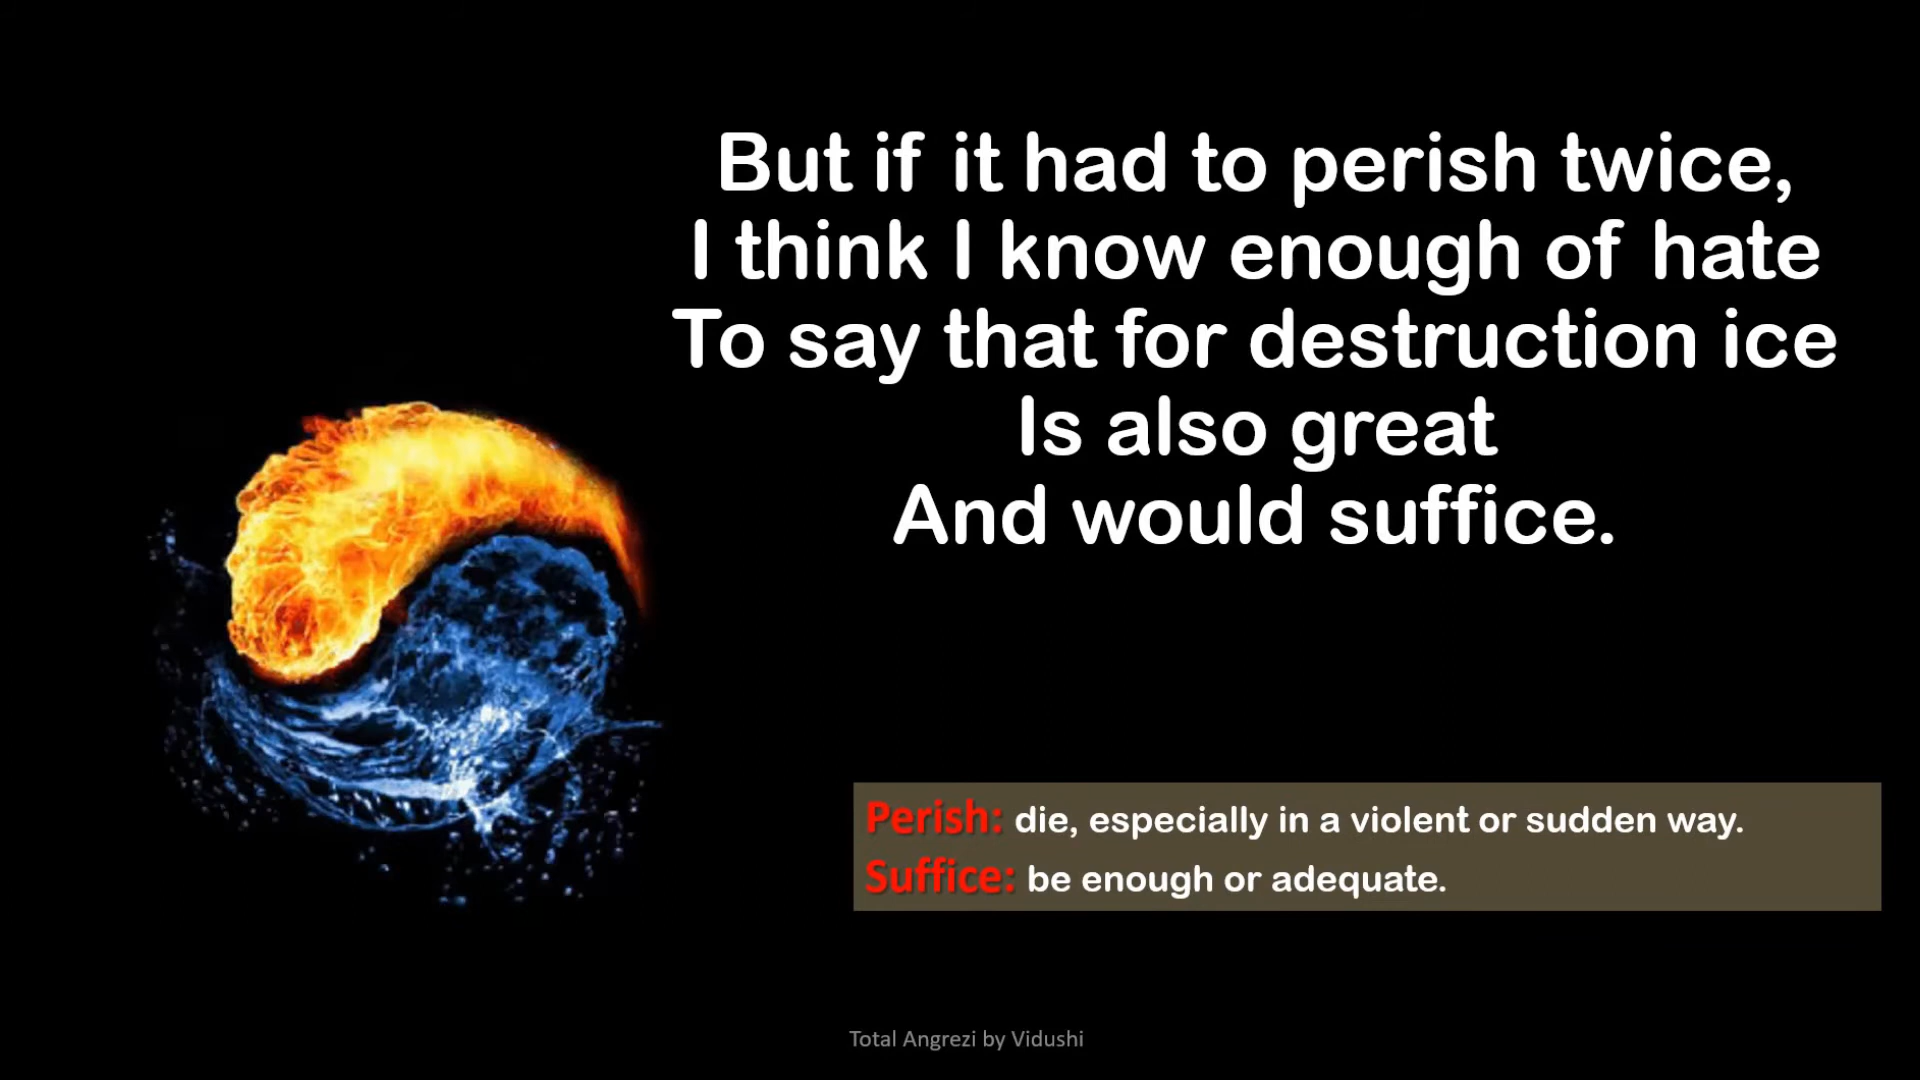 But if it had to perish twice,
I think I know enough of hate
To say that for destruction ice
Is also great
And would suffice.
Perish: die, especially in a violent or sudden way.
Suffice: be enough or adequate.
Total Angrezi by Vidushi